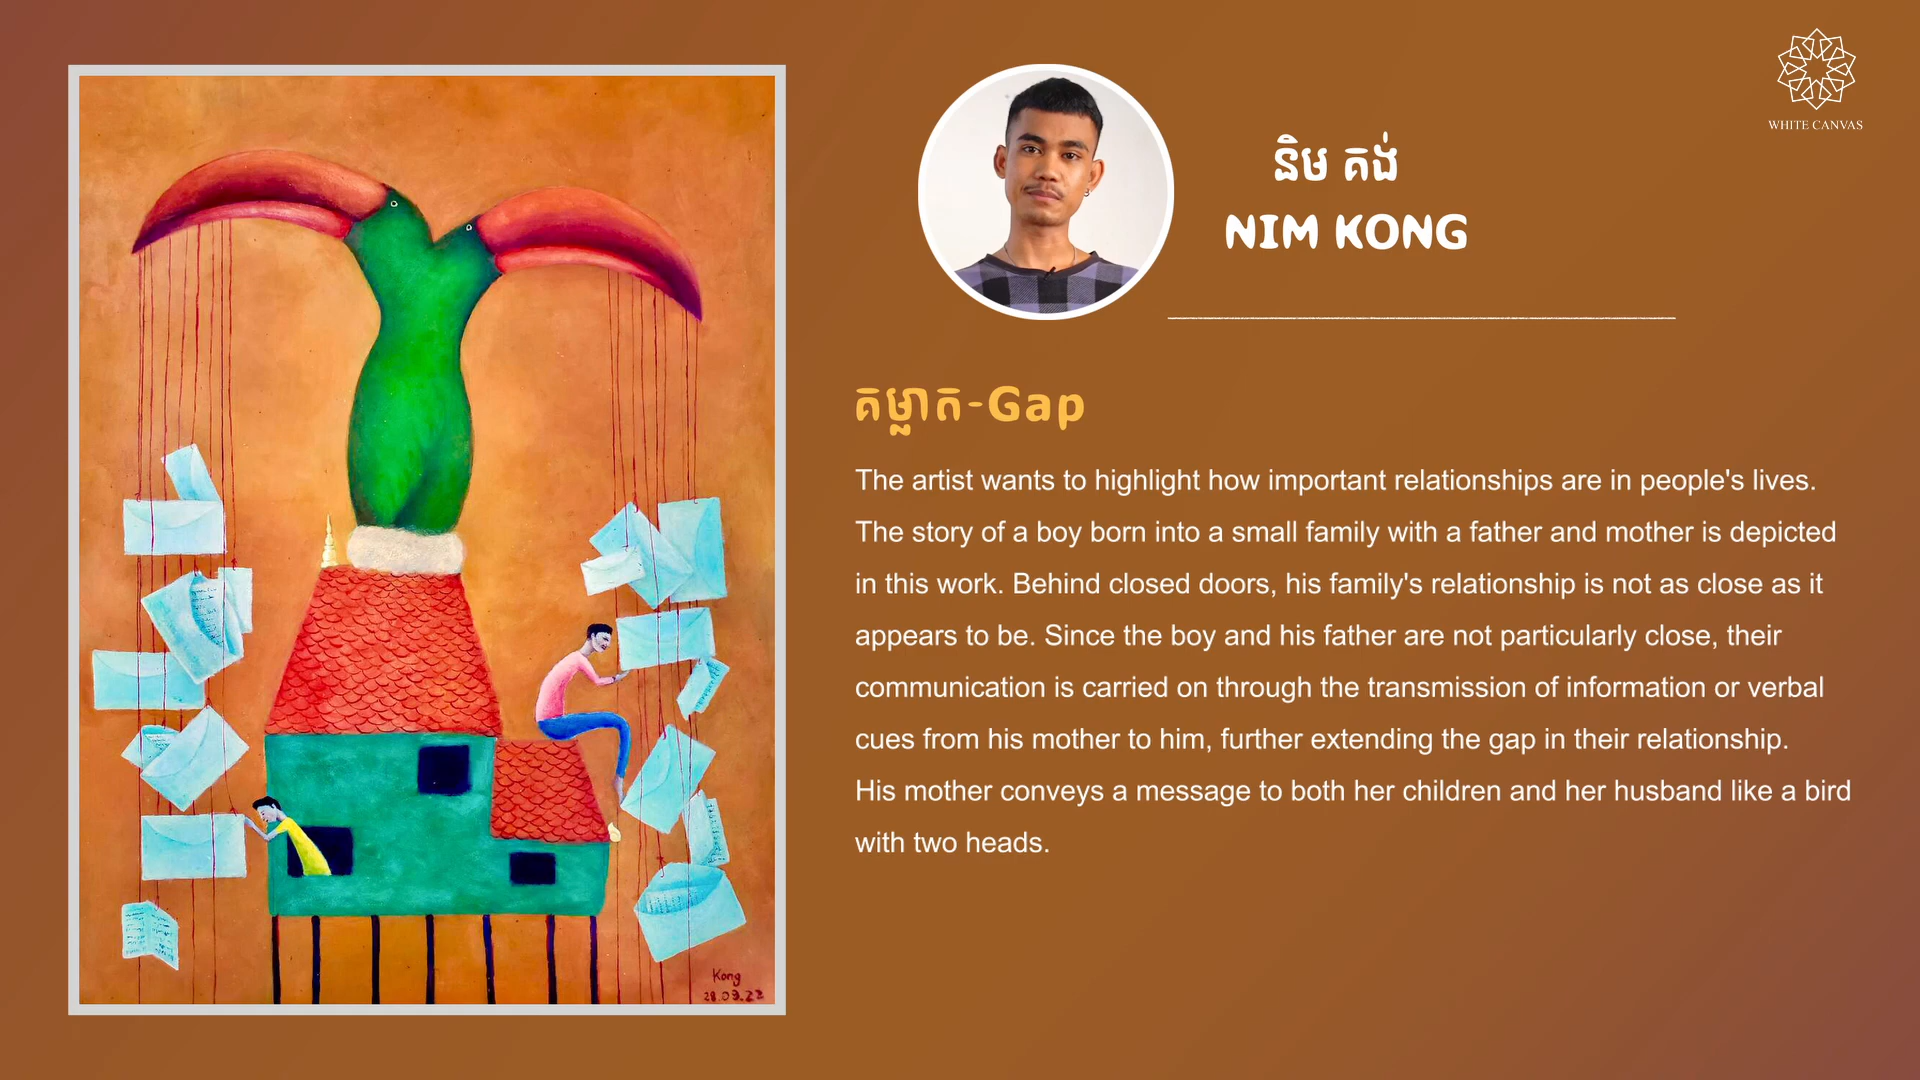 WHITE CANVAS
និម គង់
NIM KONG
គម្លាត-Gap
The artist wants to highlight how important relationships are in people's lives.
The story of a boy born into a small family with a father and mother is depicted
in this work. Behind closed doors, his family's relationship is not as close as it
appears to be. Since the boy and his father are not particularly close, their
communication is carried on through the transmission of information or verbal
cues from his mother to him, further extending the gap in their relationship.
His mother conveys a message to both her children and her husband like a bird
with two heads.
Kong
28.09.22